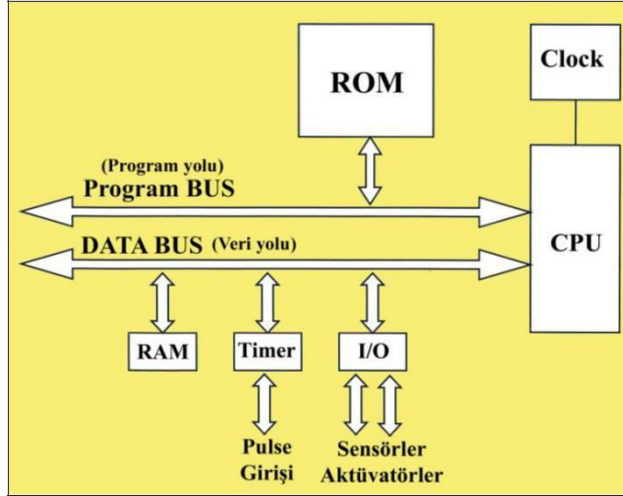 ROM
Clock
(Program yolu)
Program BUS
CPU
DATA BUS (Veri yolu)
RAM
Timer
I/O
Pulse
Girişi
Sensörler
Aktüvatörler